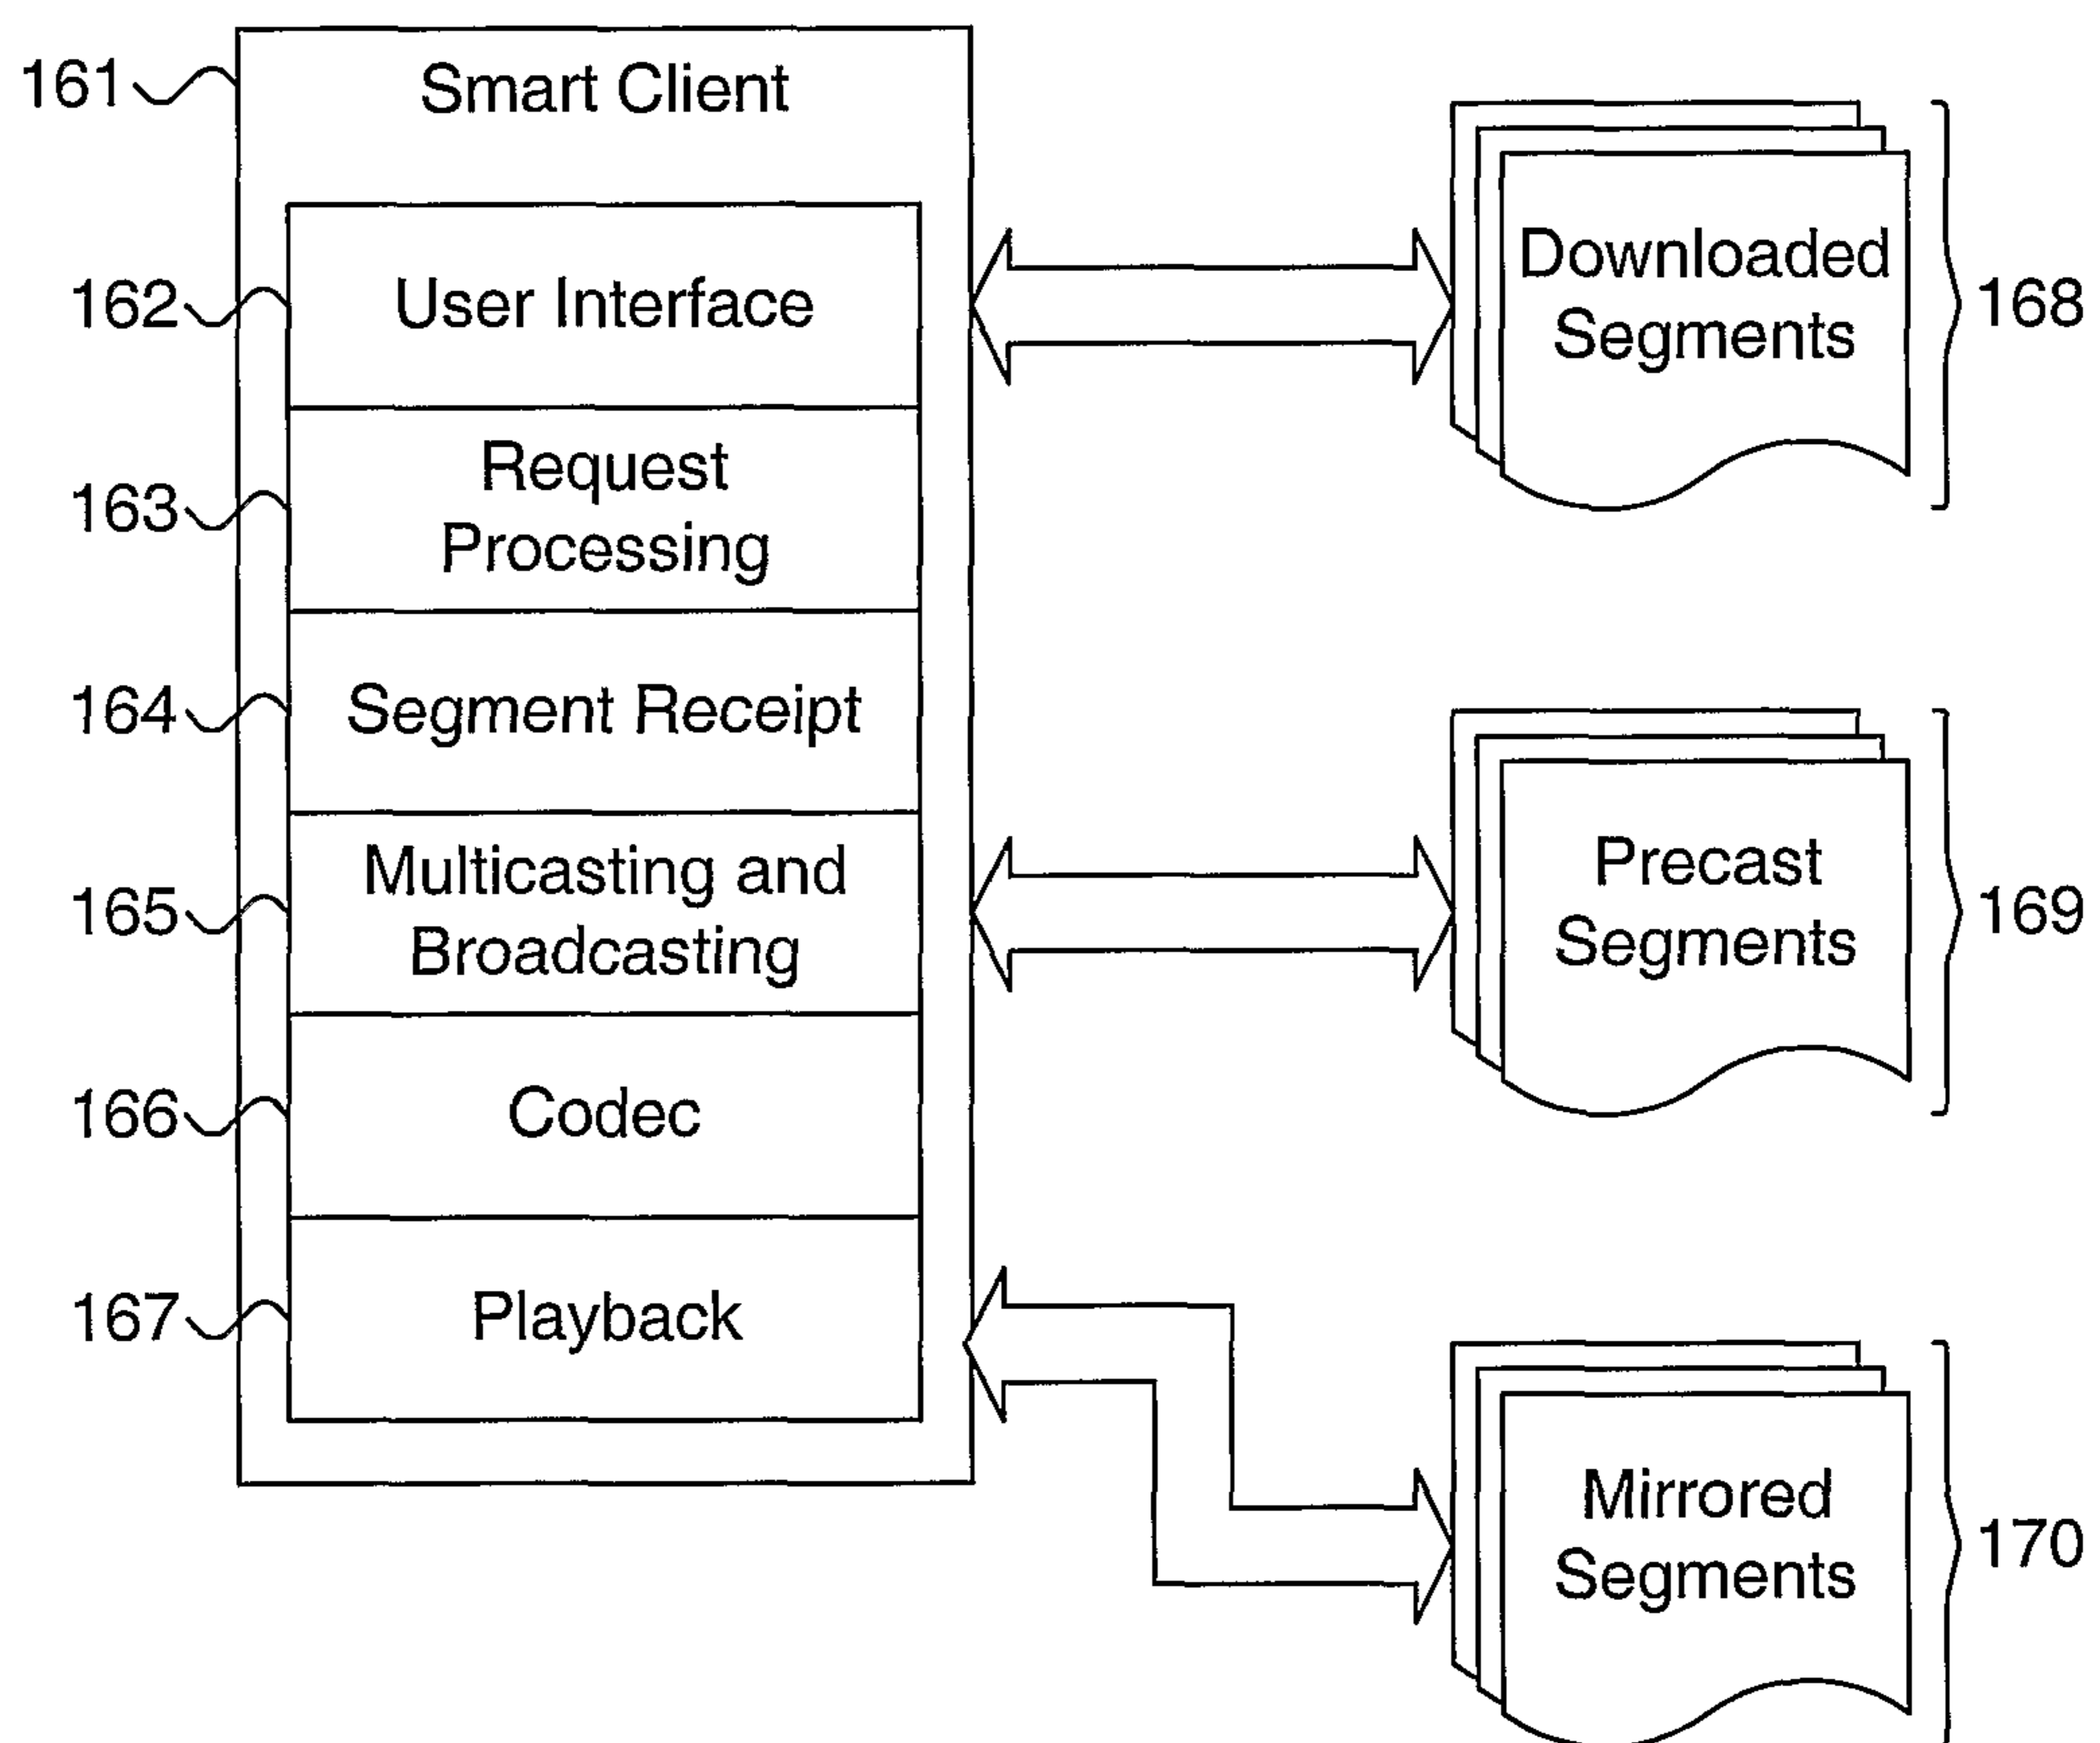 161
Smart Client
162
User Interface
163
Request
Processing
164
Segment Receipt
165
Multicasting and
Broadcasting
166
Codec
167
Playback
Downloaded
Segments
168
Precast
Segments
169
Mirrored
Segments
170